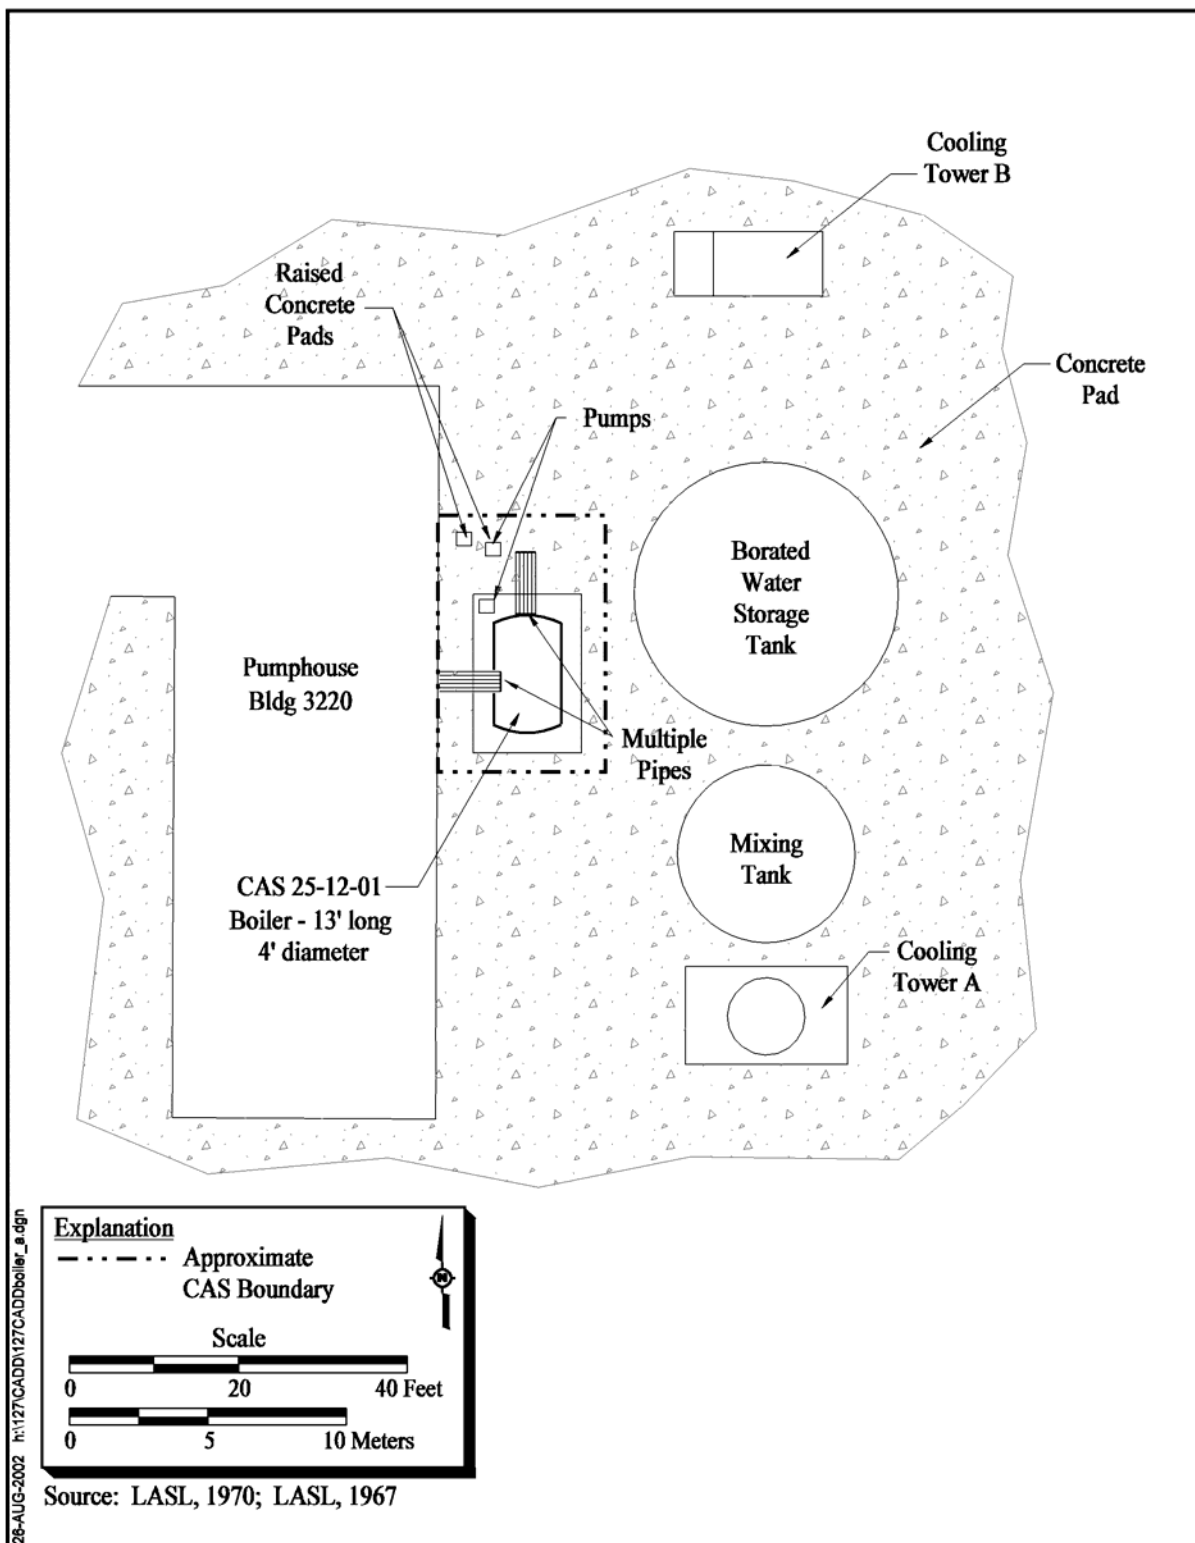 Cooling
Tower B
Raised
Concrete
Pads
Concrete
Pad
Pumps
Borated
Water
Storage
Tank
Pumphouse
Bldg 3220
Multiple
Pipes
Mixing
Tank
CAS 25-12-01
Boiler - 13' long
4' diameter
Cooling
Tower A
Explanation
Approximate
CAS Boundary
N
Scale
0 20 40 Feet
0 5 10 Meters
Source: LASL, 1970; LASL, 1967
26-AUG-2002 h:\127\CADD\127CADDboiler_a.dgn